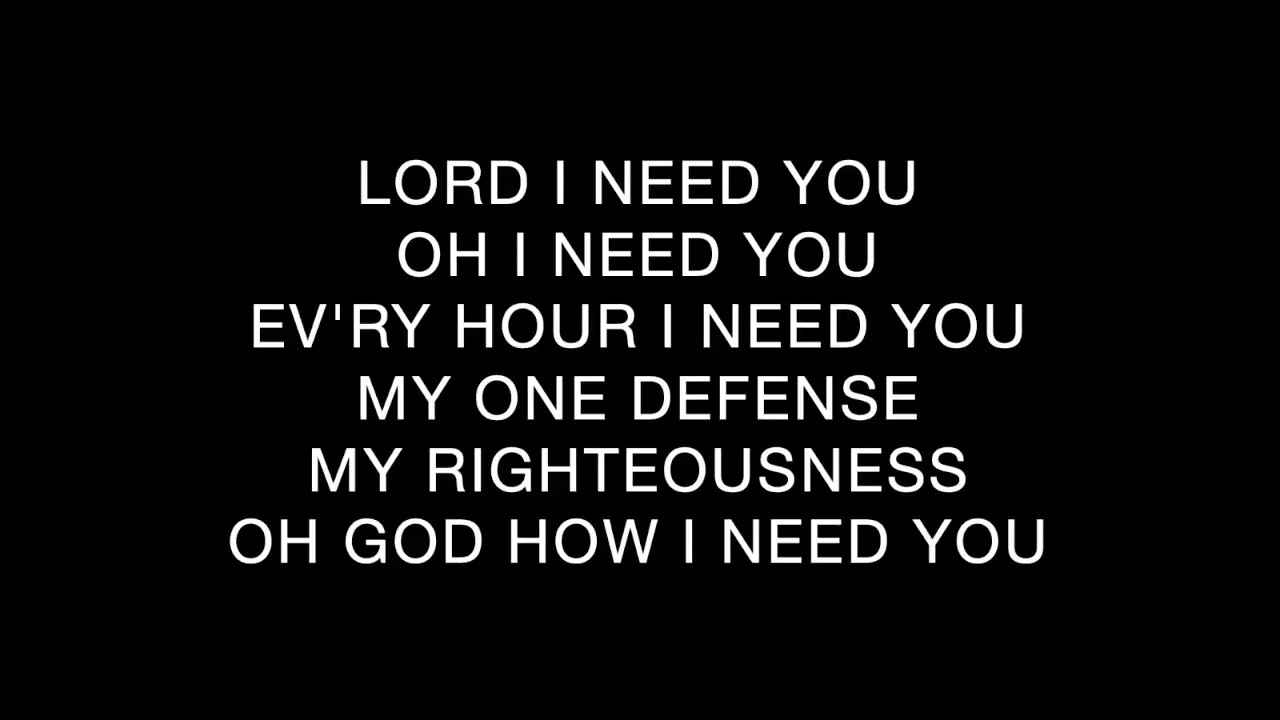 LORD I NEED YOU
OH I NEED YOU
EV'RY HOUR I NEED YOU
MY ONE DEFENSE
MY RIGHTEOUSNESS
OH GOD HOW I NEED YOU